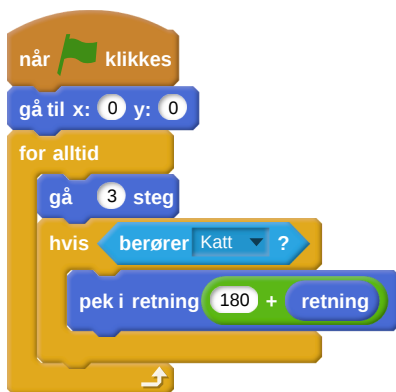 når klikkes
gå til x: 0 y: 0
for alltid
gå 3 steg
hvis berører Katt ?
pek i retning 180 + retning